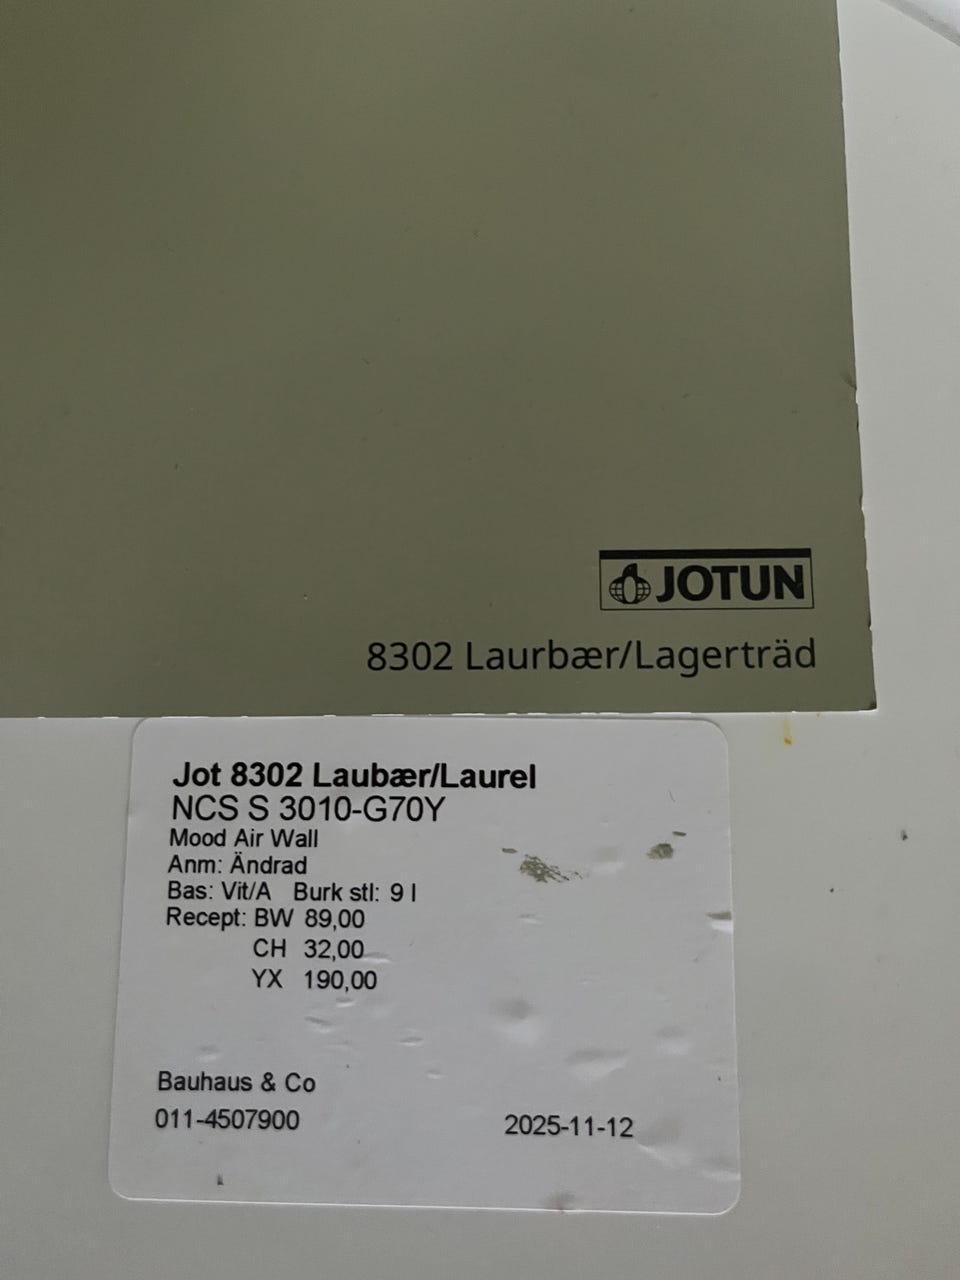 JOTUN
8302 Laurbær/Lagerträd
Jot 8302 Laubær/Laurel
NCS S 3010-G70Y
Mood Air Wall
Anm: Ändrad
Bas: Vit/A Burk stl: 9 l
Recept: BW 89,00
CH 32,00
YX 190,00
Bauhaus & Co
011-4507900 2025-11-12